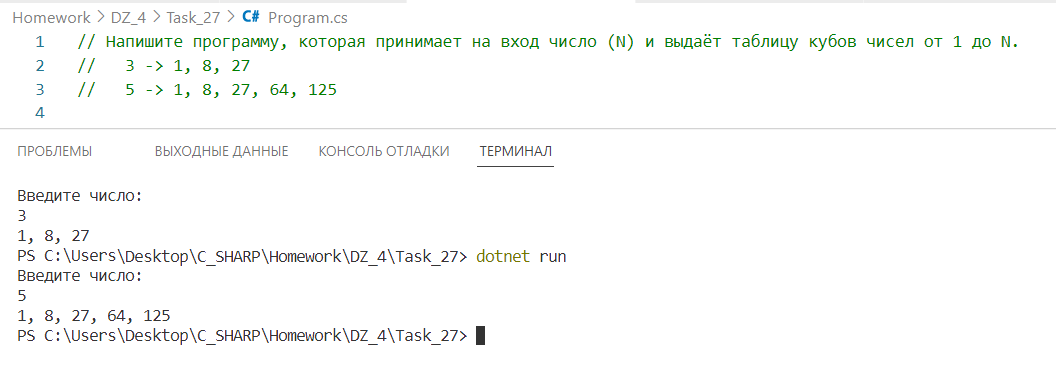 Homework > DZ_4 > Task_27 > C# Program.cs
1 // Напишите программу, которая принимает на вход число (N) и выдаёт таблицу кубов чисел от 1 до N.
2 // 3 -> 1, 8, 27
3 // 5 -> 1, 8, 27, 64, 125
4
ПРОБЛЕМЫ ВЫХОДНЫЕ ДАННЫЕ КОНСОЛЬ ОТЛАДКИ ТЕРМИНАЛ
Введите число:
3
1, 8, 27
PS C:\Users\Desktop\C_SHARP\Homework\DZ_4\Task_27> dotnet run
Введите число:
5
1, 8, 27, 64, 125
PS C:\Users\Desktop\C_SHARP\Homework\DZ_4\Task_27>